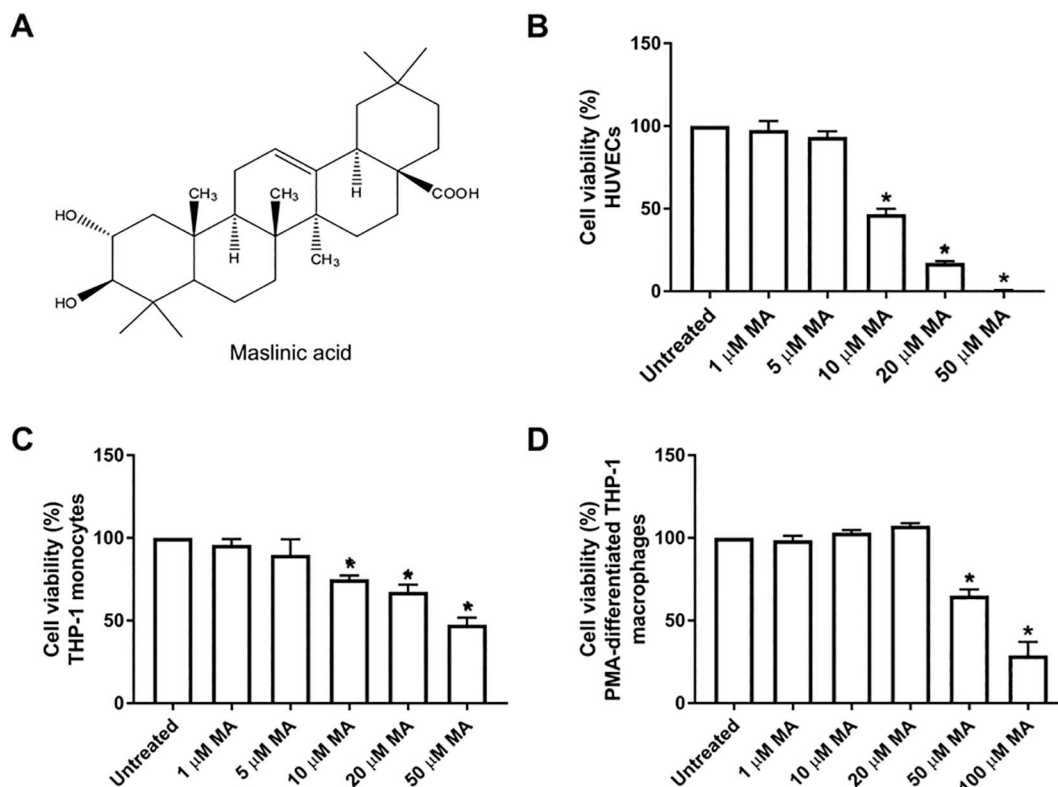 A
CH₃
CH₃
H
COOH
HO
H
CH₃
HO
Maslinic acid
B
Cell viability (%)
HUVECs
150
100
50
0
*
*
*
Untreated
1 μM MA
5 μM MA
10 μM MA
20 μM MA
50 μM MA
C
Cell viability (%)
THP-1 monocytes
150
100
50
0
*
*
*
Untreated
1 μM MA
5 μM MA
10 μM MA
20 μM MA
50 μM MA
D
Cell viability (%)
PMA-differentiated THP-1
macrophages
150
100
50
0
*
*
Untreated
1 μM MA
10 μM MA
20 μM MA
50 μM MA
100 μM MA